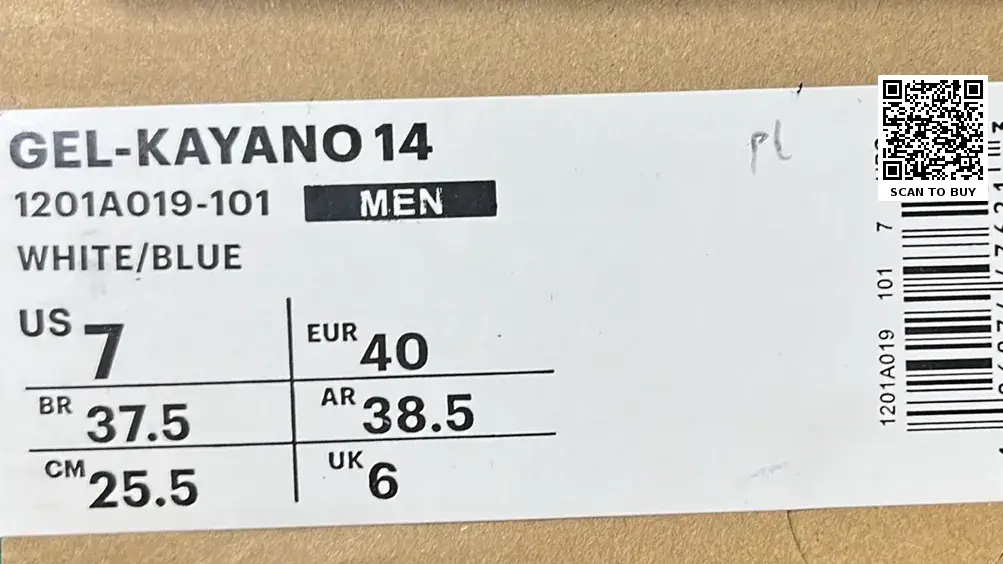 GEL-KAYANO 14
1201A019-101 MEN
WHITE/BLUE
US 7
EUR 40
BR 37.5
AR 38.5
CM 25.5
UK 6
pl
SCAN TO BUY
1201A019 101 7